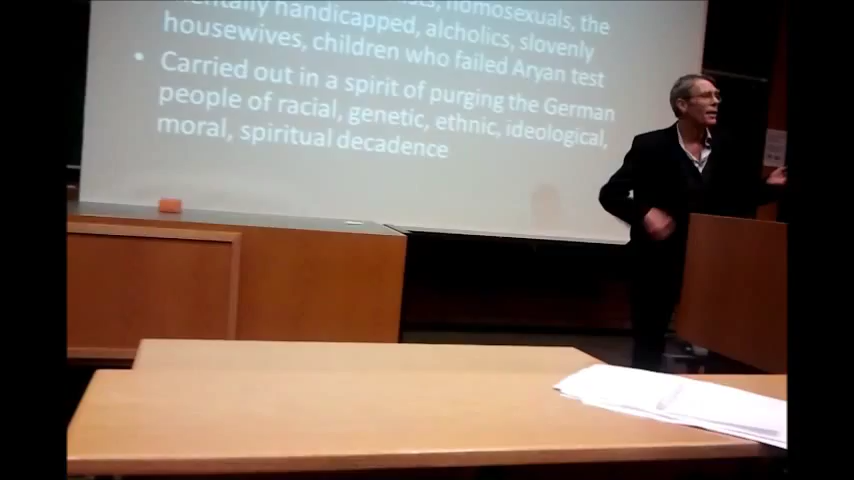 homosexuals, the
mentally handicapped, alcholics, slovenly
housewives, children who failed Aryan test
• Carried out in a spirit of purging the German
people of racial, genetic, ethnic, ideological,
moral, spiritual decadence